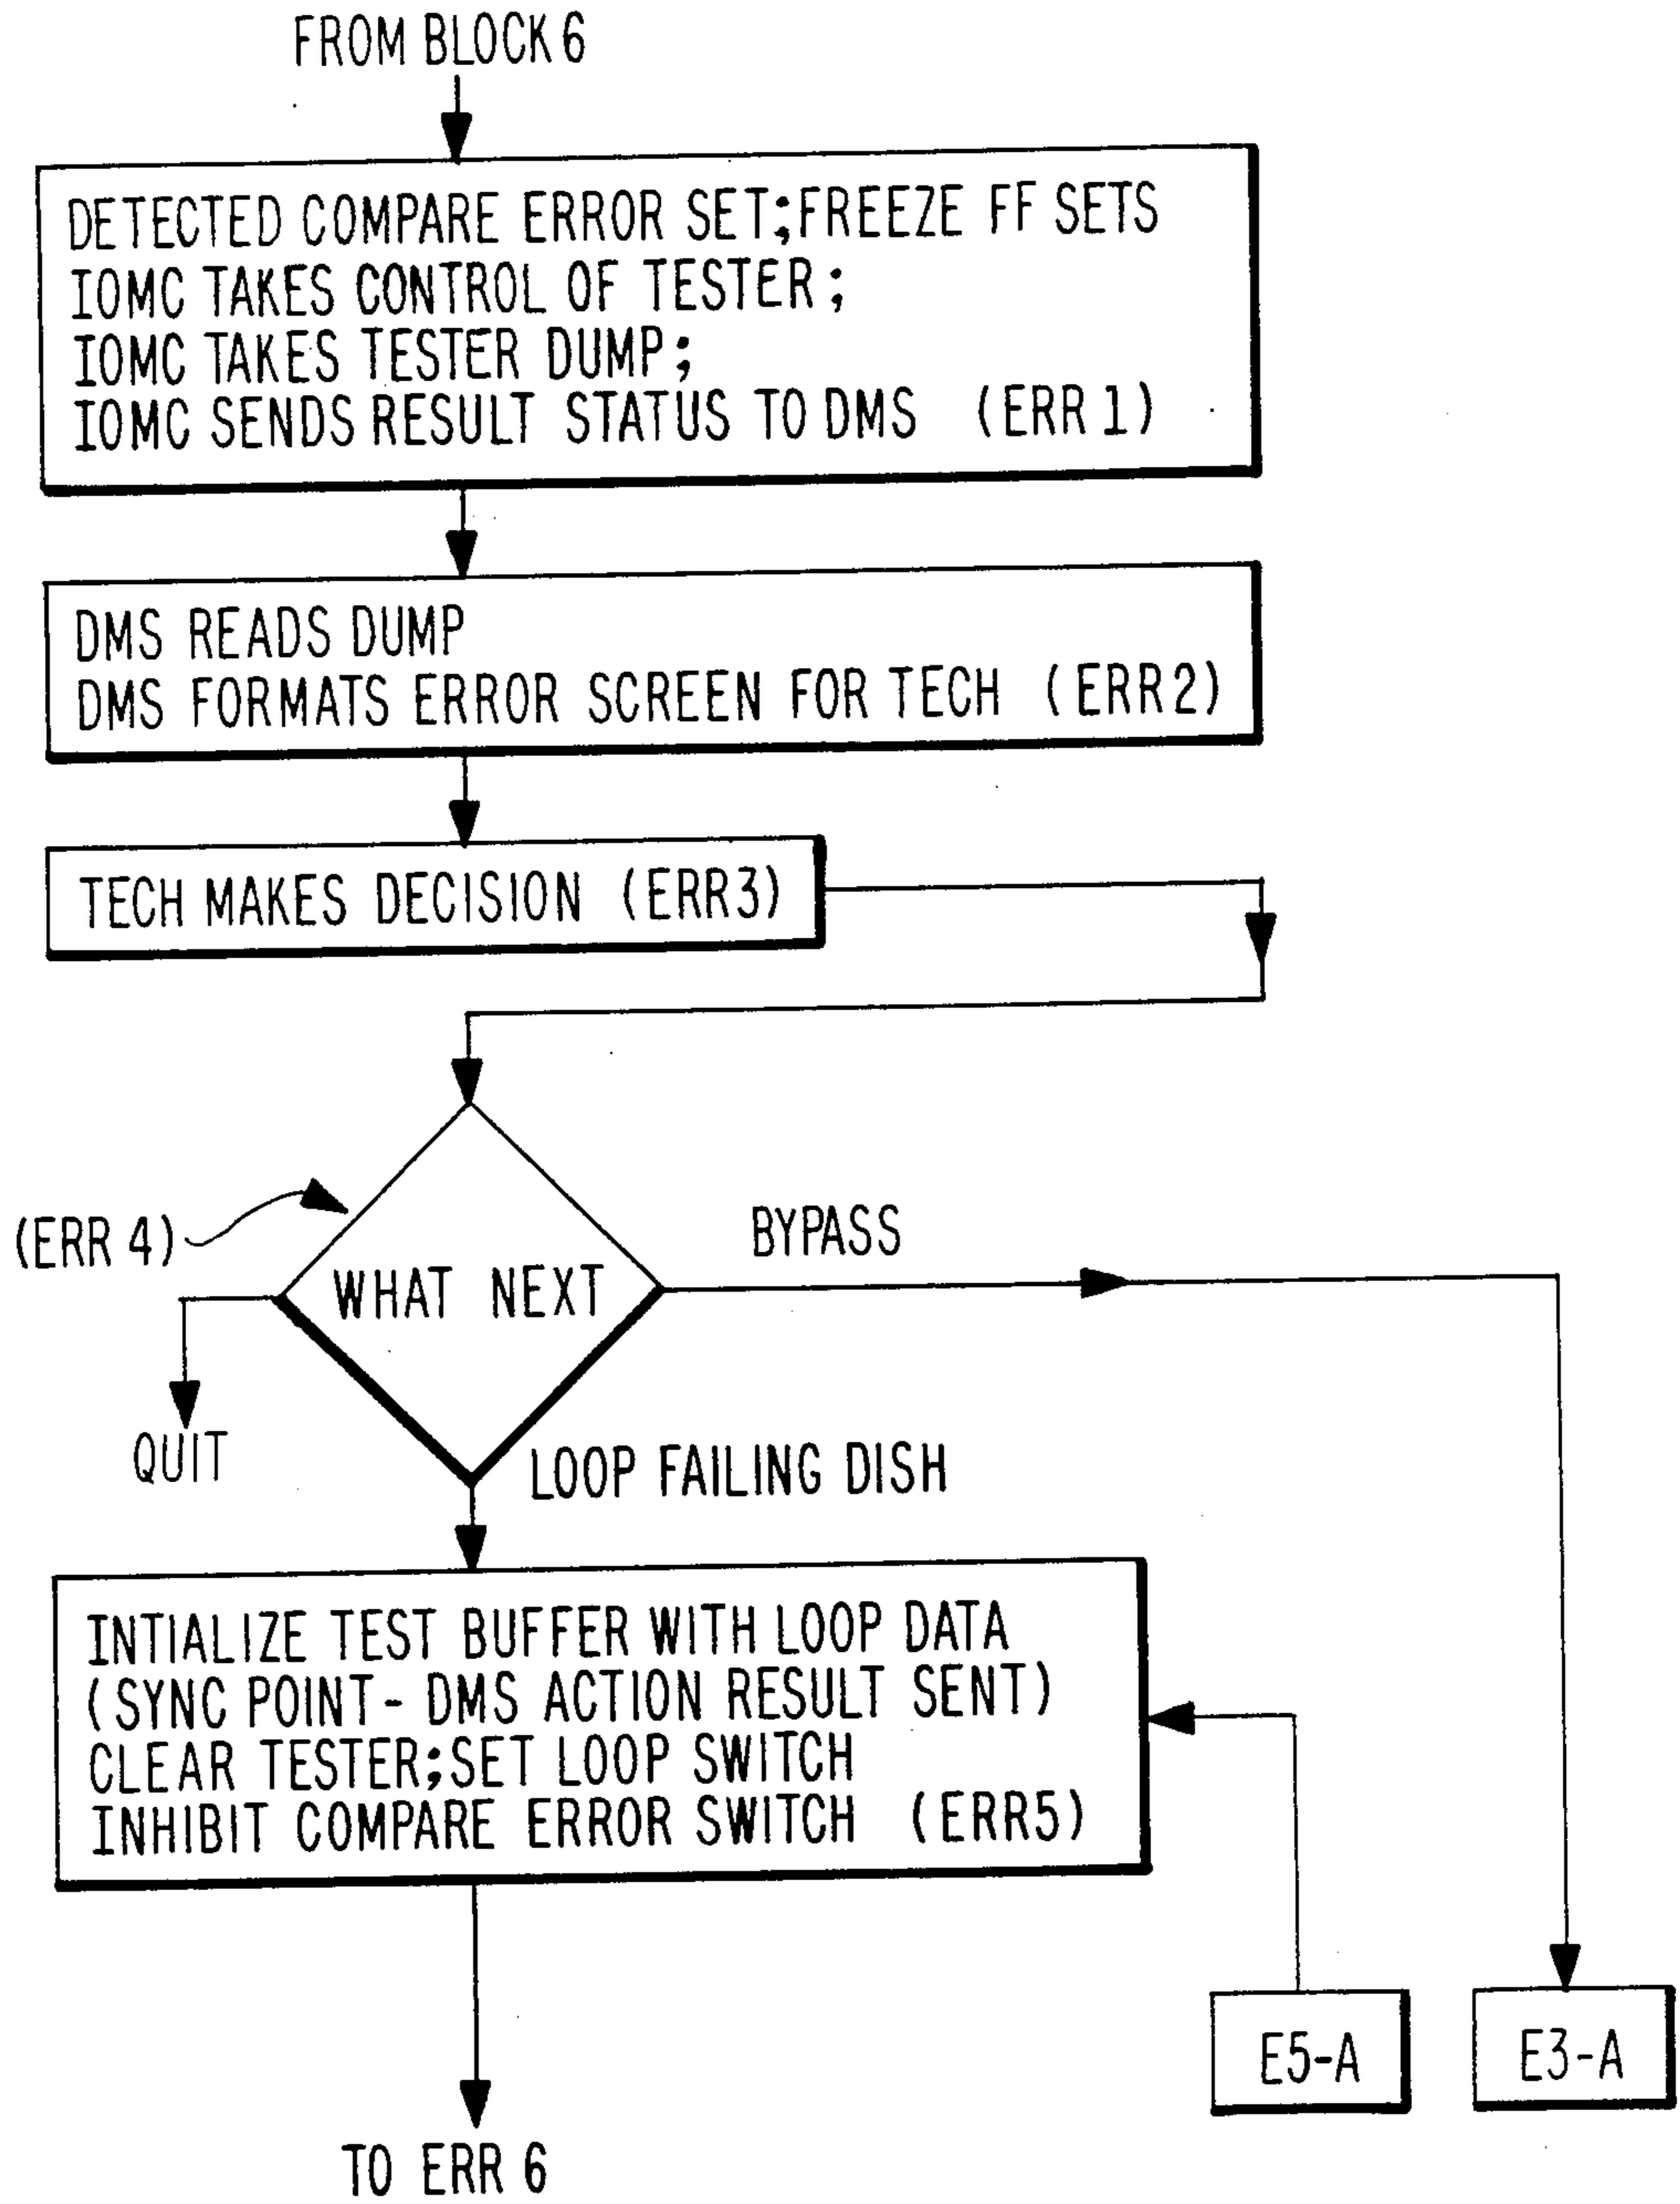 FROM BLOCK 6
DETECTED COMPARE ERROR SET;FREEZE FF SETS
IOMC TAKES CONTROL OF TESTER;
IOMC TAKES TESTER DUMP;
IOMC SENDS RESULT STATUS TO DMS (ERR 1)
DMS READS DUMP
DMS FORMATS ERROR SCREEN FOR TECH (ERR2)
TECH MAKES DECISION (ERR3)
(ERR 4)
WHAT NEXT
BYPASS
QUIT
LOOP FAILING DISH
INTIALIZE TEST BUFFER WITH LOOP DATA
(SYNC POINT- DMS ACTION RESULT SENT)
CLEAR TESTER;SET LOOP SWITCH
INHIBIT COMPARE ERROR SWITCH (ERR5)
E5-A
E3-A
TO ERR 6